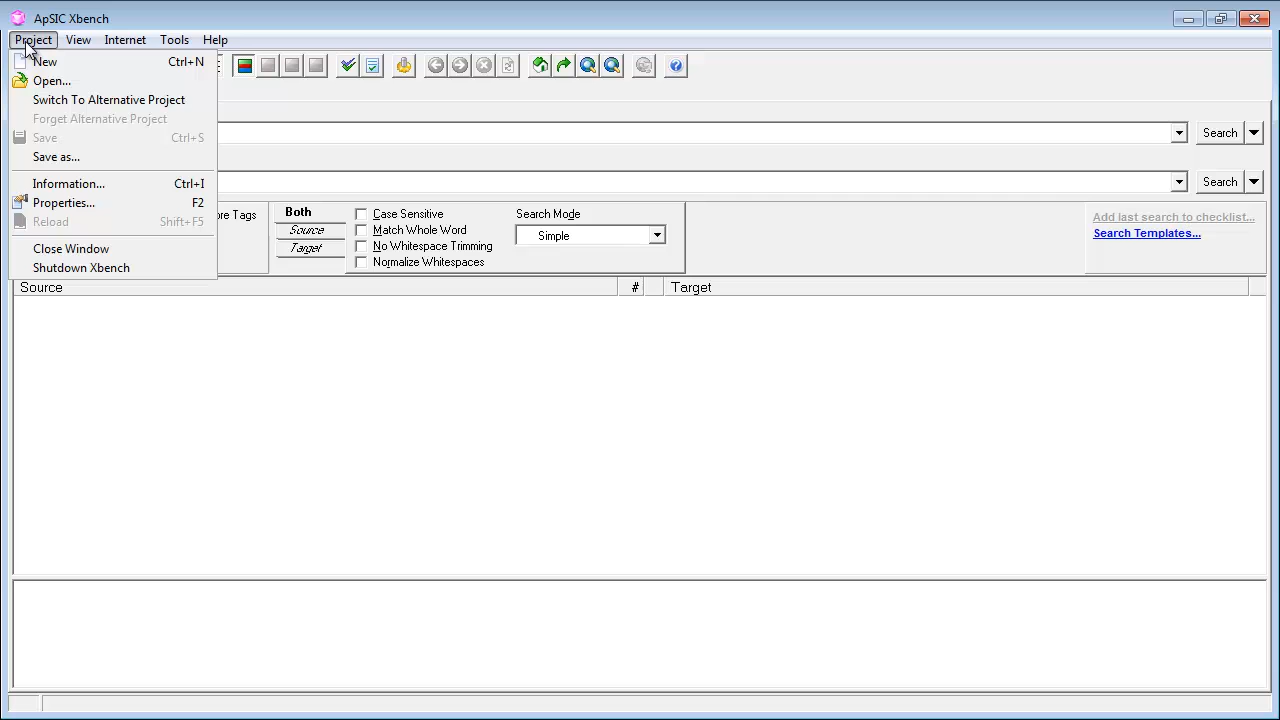 ApSIC Xbench
Project View Internet Tools Help
New Ctrl+N
Open...
Switch To Alternative Project
Forget Alternative Project
Save Ctrl+S
Save as...
Information... Ctrl+I
Properties... F2
Reload Shift+F5
Close Window
Shutdown Xbench
Search
Search
re Tags
Both
Source
Target
Case Sensitive
Match Whole Word
No Whitespace Trimming
Normalize Whitespaces
Search Mode
Simple
Add last search to checklist...
Search Templates...
Source # Target